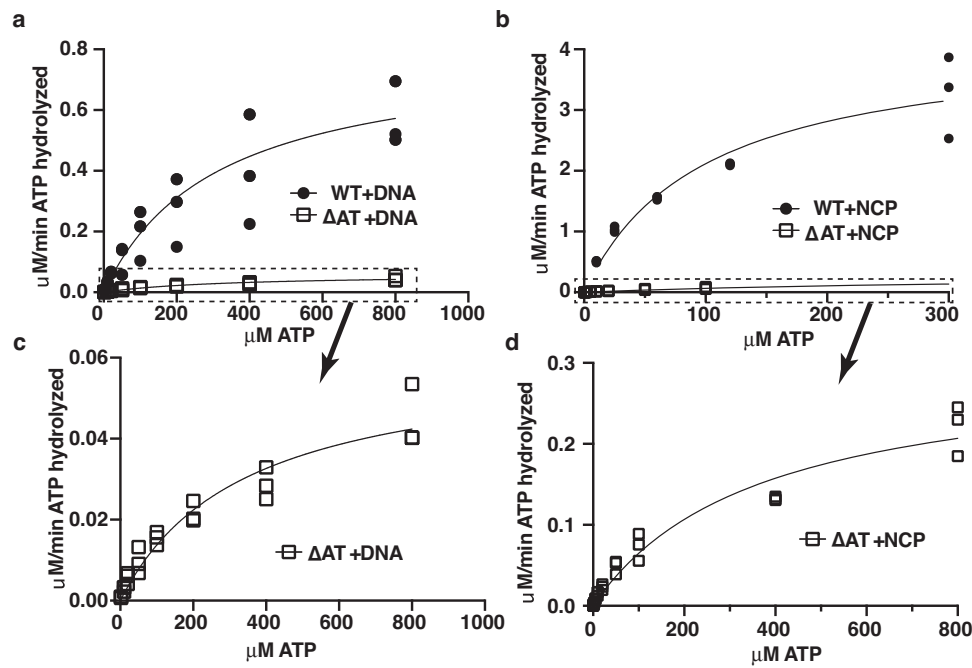 a
uM/min ATP hydrolyzed
0.8
0.6
0.4
0.2
0.0
0 200 400 600 800 1000
μM ATP
WT+DNA
ΔAT +DNA
b
uM/min ATP hydrolyzed
4
3
2
1
0
0 100 200 300
μM ATP
WT+NCP
ΔAT+NCP
c
uM/min ATP hydrolyzed
0.06
0.04
0.02
0.00
0 200 400 600 800 1000
μM ATP
ΔAT +DNA
d
uM/min ATP hydrolyzed
0.3
0.2
0.1
0.0
0 200 400 600 800
μM ATP
ΔAT +NCP